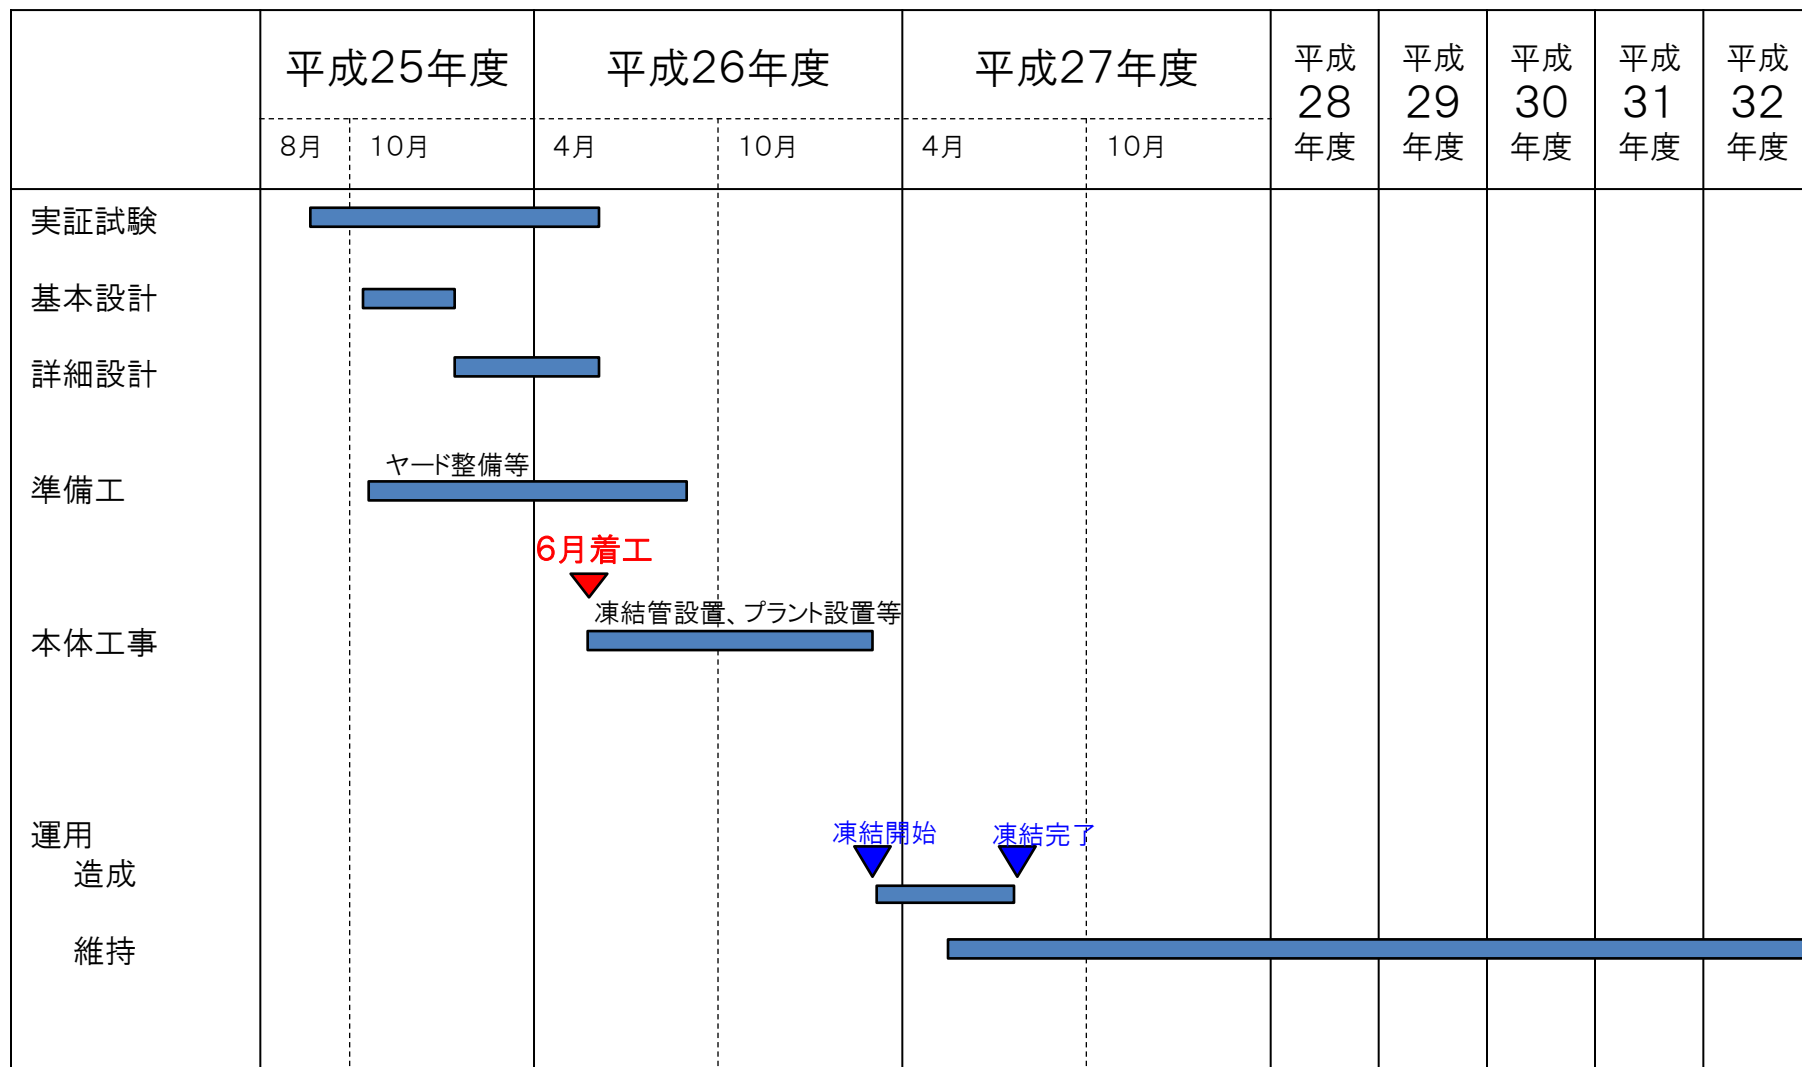 平成25年度
平成26年度
平成27年度
平成
28
年度
平成
29
年度
平成
30
年度
平成
31
年度
平成
32
年度
8月
10月
4月
10月
4月
10月
実証試験
基本設計
詳細設計
ヤード整備等
準備工
6月着工
凍結管設置、プラント設置等
本体工事
運用
凍結開始
凍結完了
造成
維持